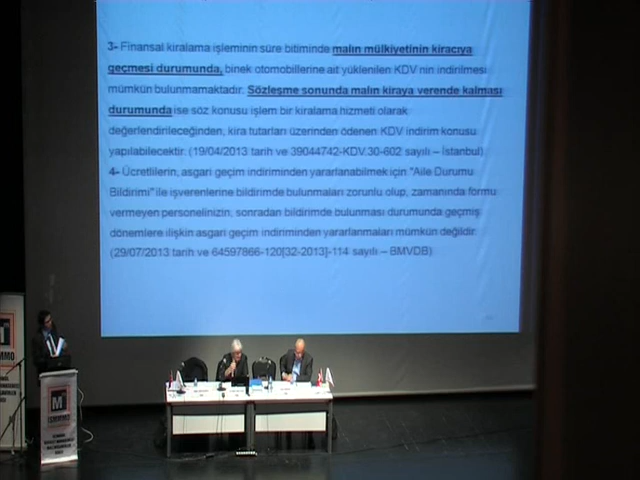 3- Finansal kiralama işleminin süre bitiminde malın mülkiyetinin kiracıya
geçmesi durumunda, binek otomobillerine ait yüklenilen KDV nin indirilmesi
mümkün bulunmamaktadır. Sözleşme sonunda malın kiraya verende kalması
durumunda ise söz konusu işlem bir kiralama hizmeti olarak
değerlendirileceğinden, kira tutarları üzerinden ödenen KDV indirim konusu
yapılabilecektir. (19/04/2013 tarih ve 39044742-KDV.30-602 sayılı – İstanbul)
4- Ücretlilerin, asgari geçim indiriminden yararlanabilmek için "Aile Durumu
Bildirimi" ile işverenlerine bildirimde bulunmaları zorunlu olup, zamanında formu
vermeyen personelinizin, sonradan bildirimde bulunması durumunda geçmiş
dönemlere ilişkin asgari geçim indiriminden yararlanmaları mümkün değildir.
(29/07/2013 tarih ve 64597866-120[32-2013]-114 sayılı – BMVDB)
M
İSMMMO